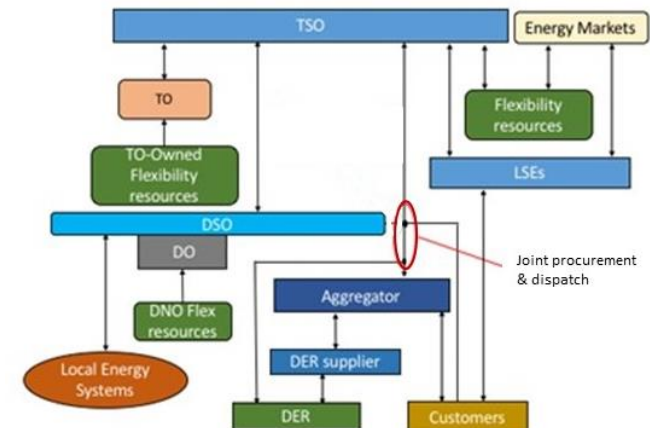 TSO
Energy Markets
TO
Flexibility
resources
TO-Owned
Flexibility
resources
LSEs
DSO
DO
Joint procurement
& dispatch
Aggregator
DNO Flex
resources
DER supplier
Local Energy
Systems
DER
Customers